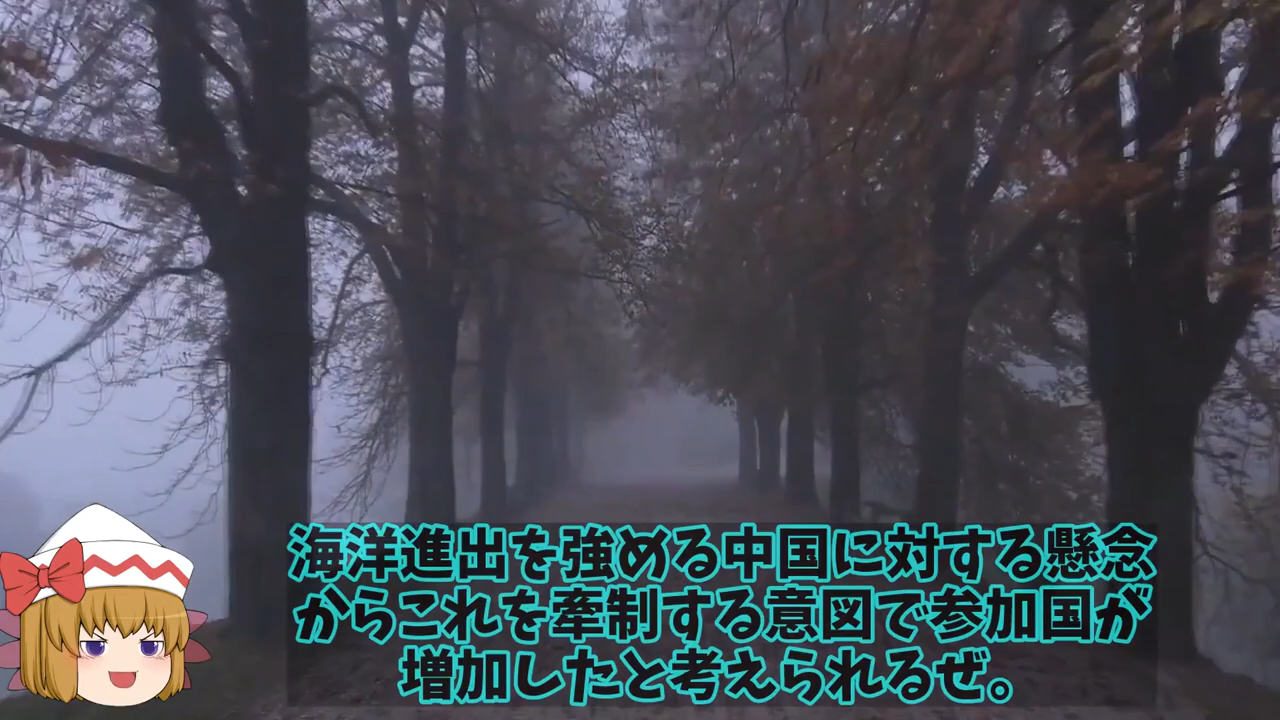 海洋進出を強める中国に対する懸念
からこれを牽制する意図で参加国が
増加したと考えられるぜ。